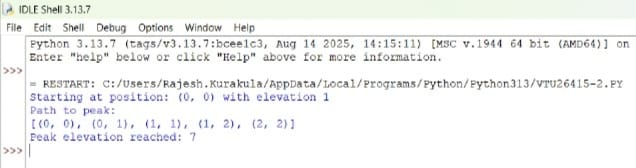 IDLE Shell 3.13.7
File Edit Shell Debug Options Window Help
Python 3.13.7 (tags/v3.13.7:bcee1c3, Aug 14 2025, 14:15:11) [MSC v.1944 64 bit (AMD64)] on
Enter "help" below or click "Help" above for more information.
>>>
= RESTART: C:/Users/Rajesh.Kurakula/AppData/Local/Programs/Python/Python313/VTU26415-2.PY
Starting at position: (0, 0) with elevation 1
Path to peak:
[(0, 0), (0, 1), (1, 1), (1, 2), (2, 2)]
Peak elevation reached: 7
>>>